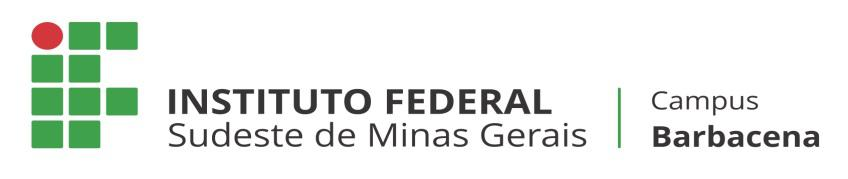 INSTITUTO FEDERAL
Sudeste de Minas Gerais
Campus
Barbacena